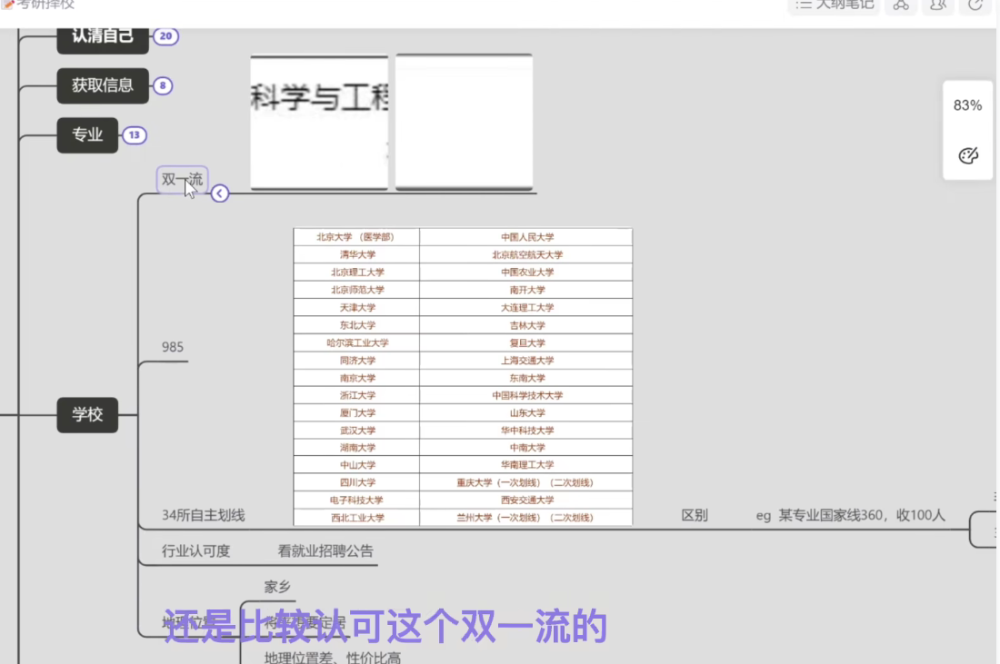 考研择校
大纲笔记
认清自己 20
获取信息 8
专业 13
83%
科学与工程
双一流
北京大学 (医学部) 中国人民大学
清华大学 北京航空航天大学
北京理工大学 中国农业大学
北京师范大学 南开大学
天津大学 大连理工大学
东北大学 吉林大学
哈尔滨工业大学 复旦大学
同济大学 上海交通大学
南京大学 东南大学
浙江大学 中国科学技术大学
厦门大学 山东大学
武汉大学 华中科技大学
湖南大学 中南大学
中山大学 华南理工大学
四川大学 重庆大学 (一次划线) (二次划线)
电子科技大学 西安交通大学
西北工业大学 兰州大学 (一次划线) (二次划线)
985
学校
34所自主划线
区别
eg 某专业国家线360，收100人
行业认可度 看就业招聘公告
家乡
地理位置
将来想要定居
还是比较认可这个双一流的
地理位置差、性价比高